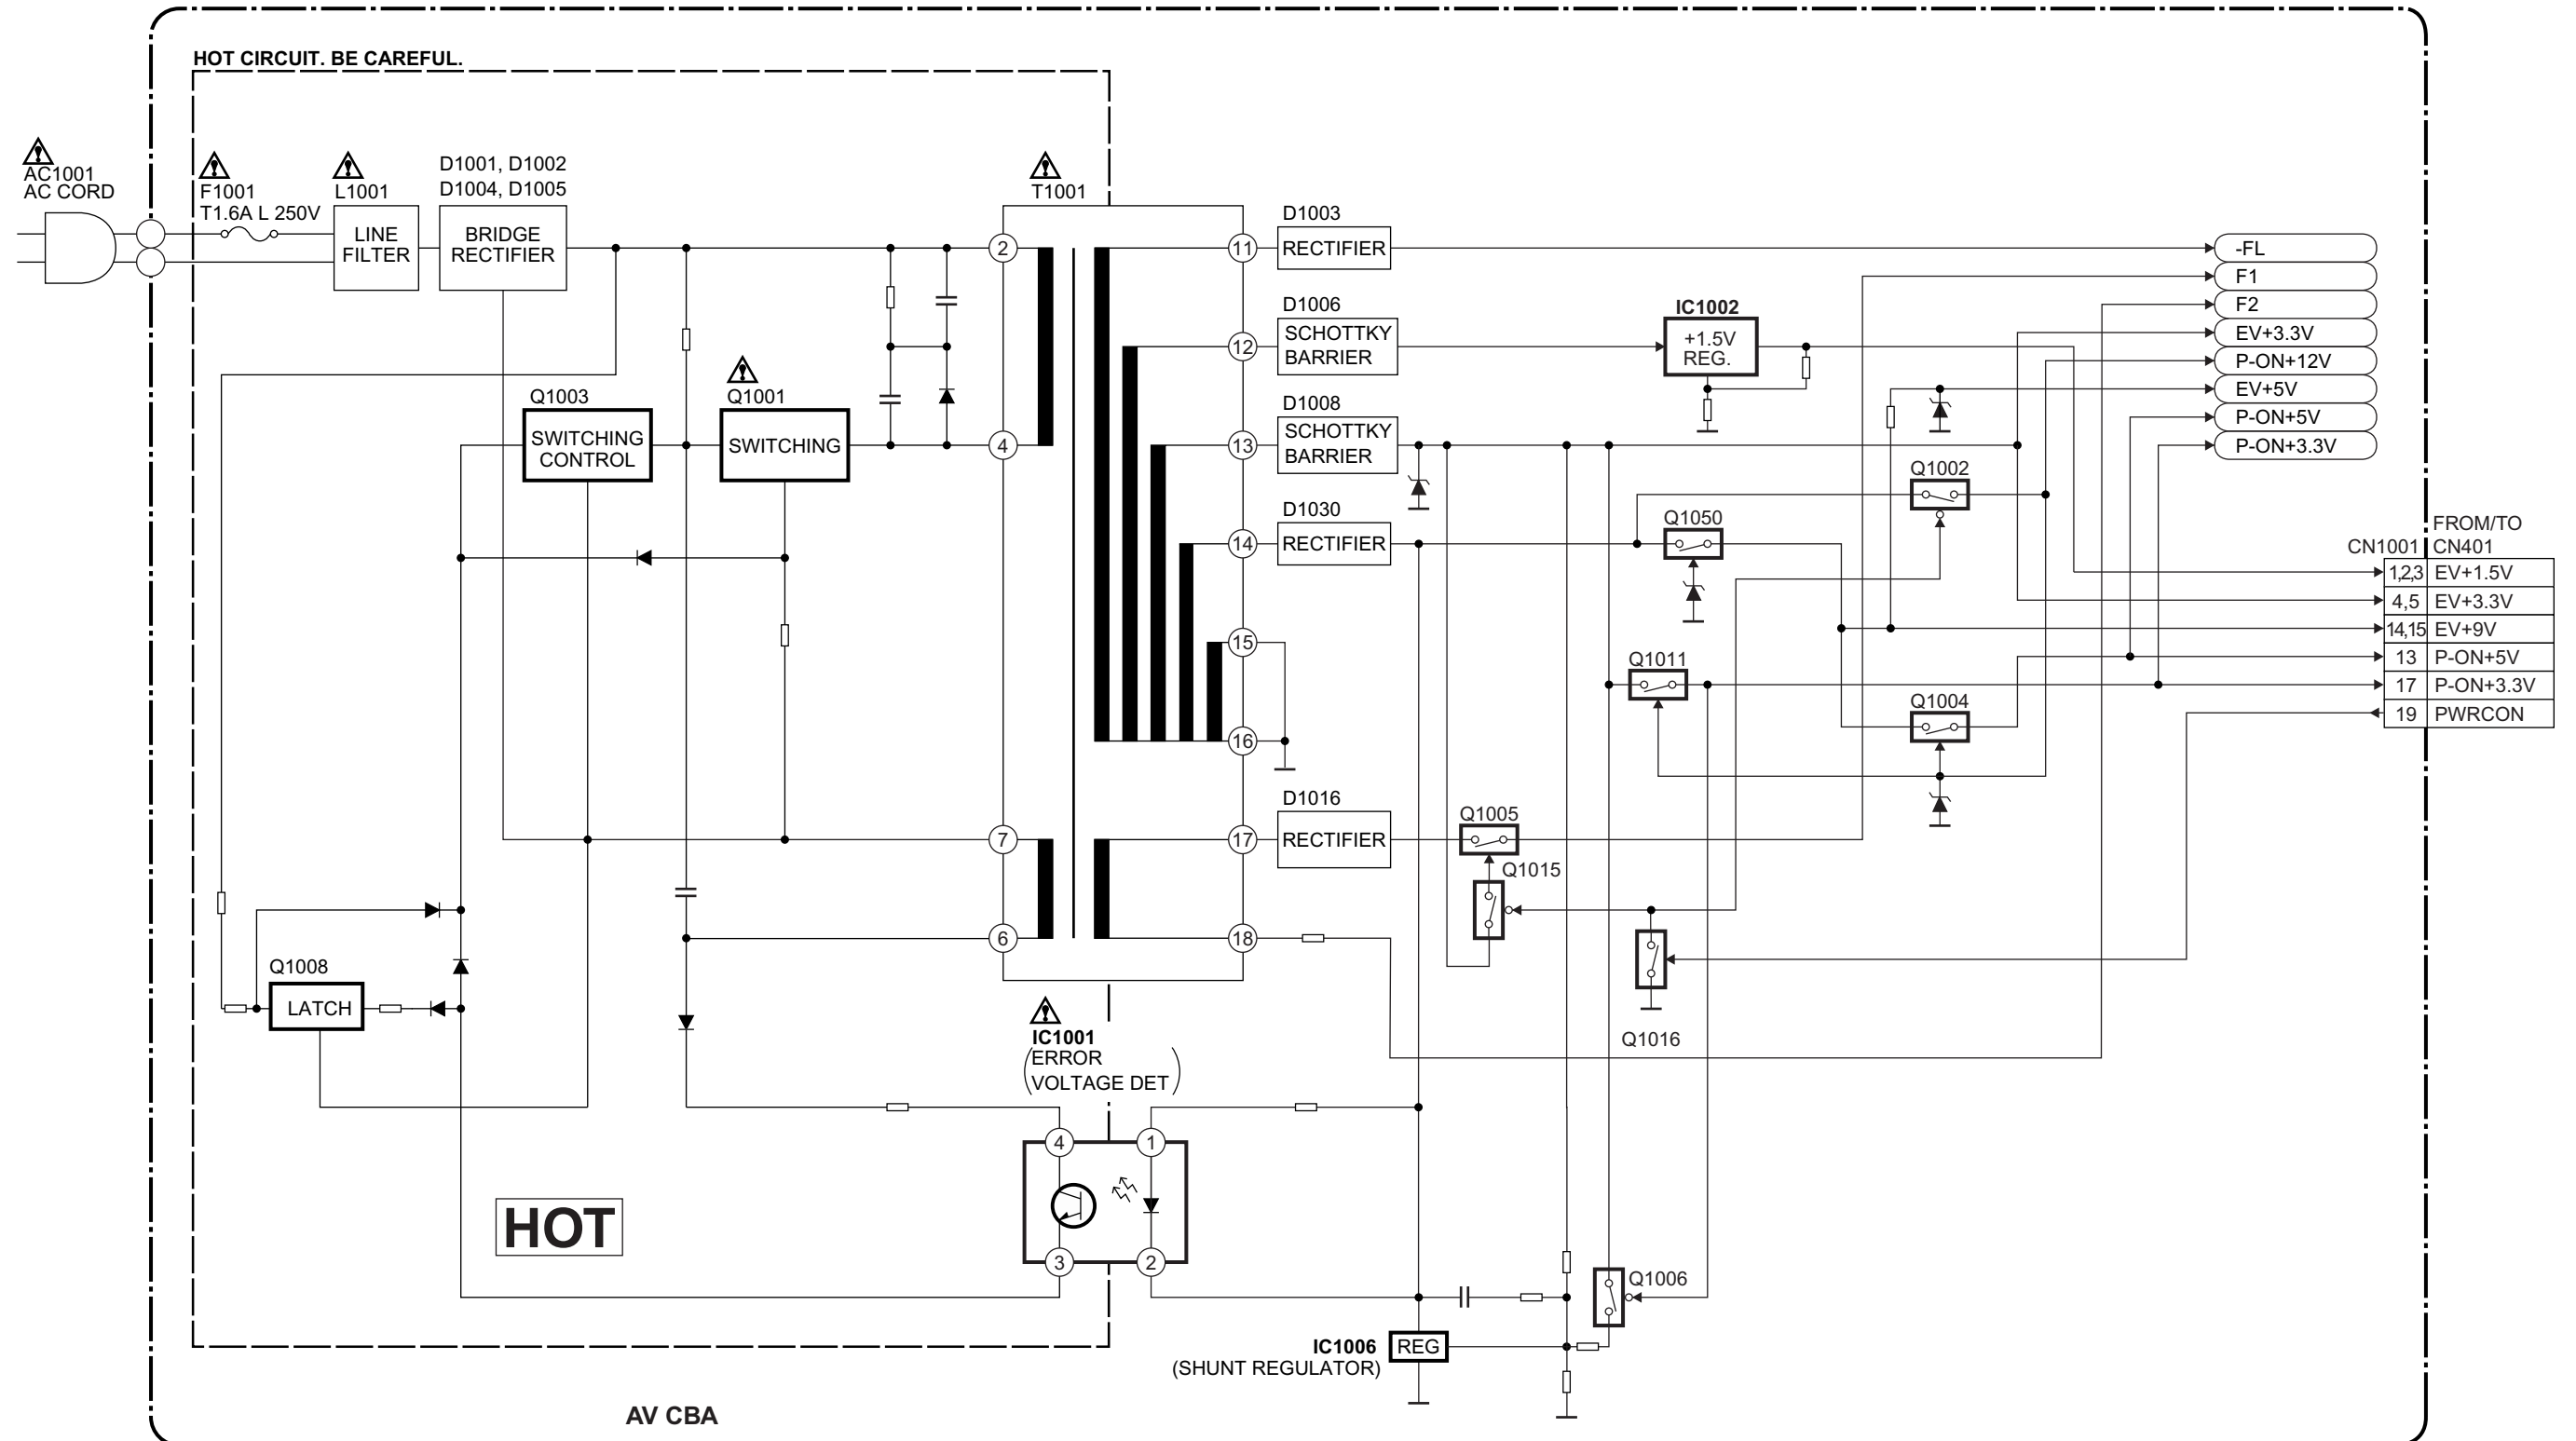 HOT CIRCUIT. BE CAREFUL.
AC1001
AC CORD
F1001
T1.6A L 250V
L1001
LINE
FILTER
D1001, D1002
D1004, D1005
BRIDGE
RECTIFIER
T1001
2
4
7
6
11
12
13
14
15
16
17
18
Q1003
SWITCHING
CONTROL
Q1001
SWITCHING
Q1008
LATCH
D1003
RECTIFIER
D1006
SCHOTTKY
BARRIER
D1008
SCHOTTKY
BARRIER
D1030
RECTIFIER
D1016
RECTIFIER
IC1002
+1.5V
REG.
-FL
F1
F2
EV+3.3V
P-ON+12V
EV+5V
P-ON+5V
P-ON+3.3V
Q1002
Q1050
Q1011
Q1004
Q1005
Q1015
Q1016
FROM/TO
CN1001 CN401
1,2,3 EV+1.5V
4,5 EV+3.3V
14,15 EV+9V
13 P-ON+5V
17 P-ON+3.3V
19 PWRCON
IC1001
(ERROR
VOLTAGE DET)
4
1
3
2
HOT
Q1006
IC1006
(SHUNT REGULATOR)
REG
AV CBA